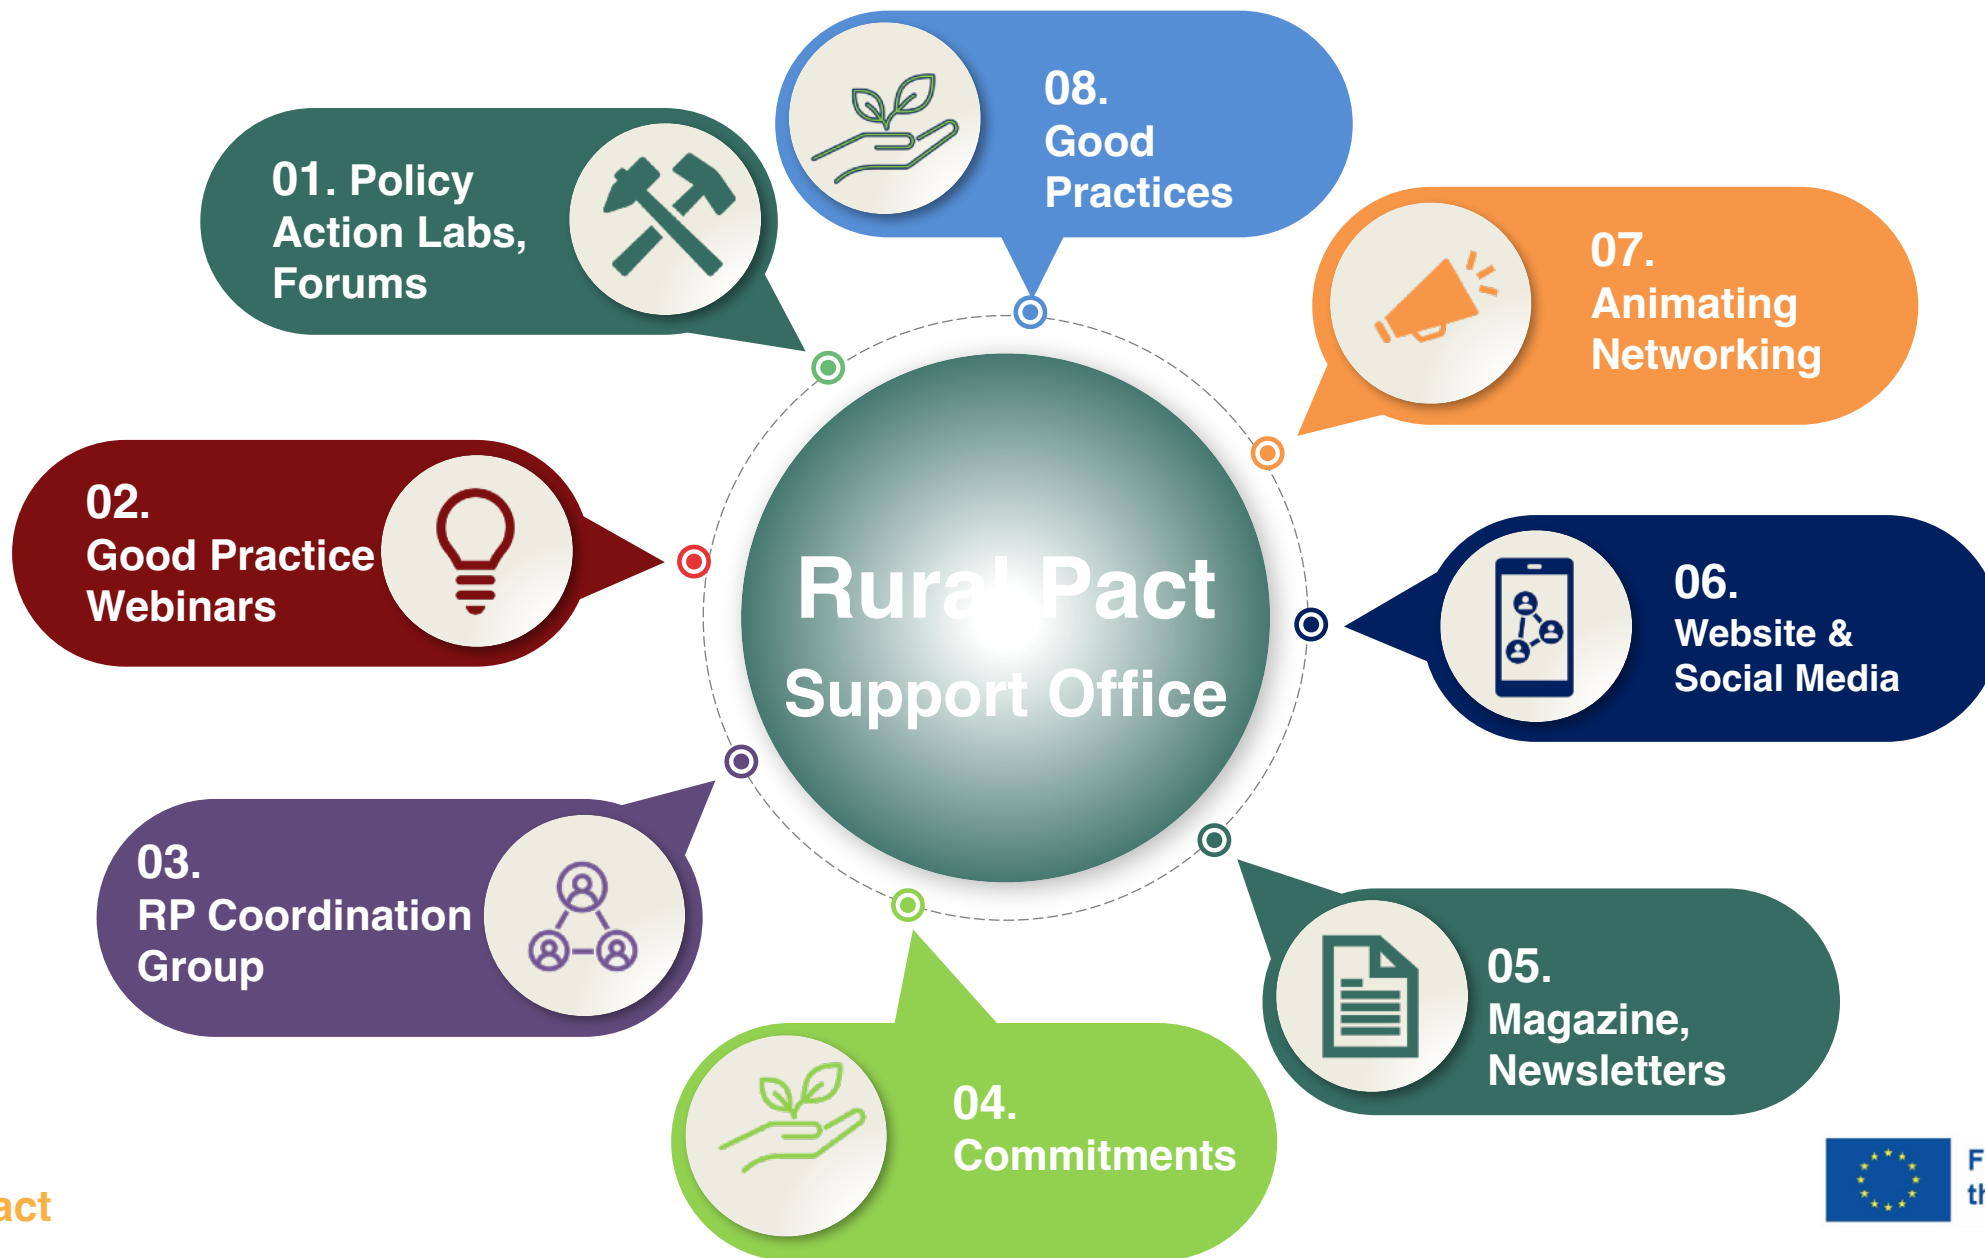 01. Policy
Action Labs,
Forums
02.
Good Practice
Webinars
03.
RP Coordination
Group
04.
Commitments
05.
Magazine,
Newsletters
06.
Website &
Social Media
07.
Animating
Networking
08.
Good
Practices
Rural Pact
Support Office
act